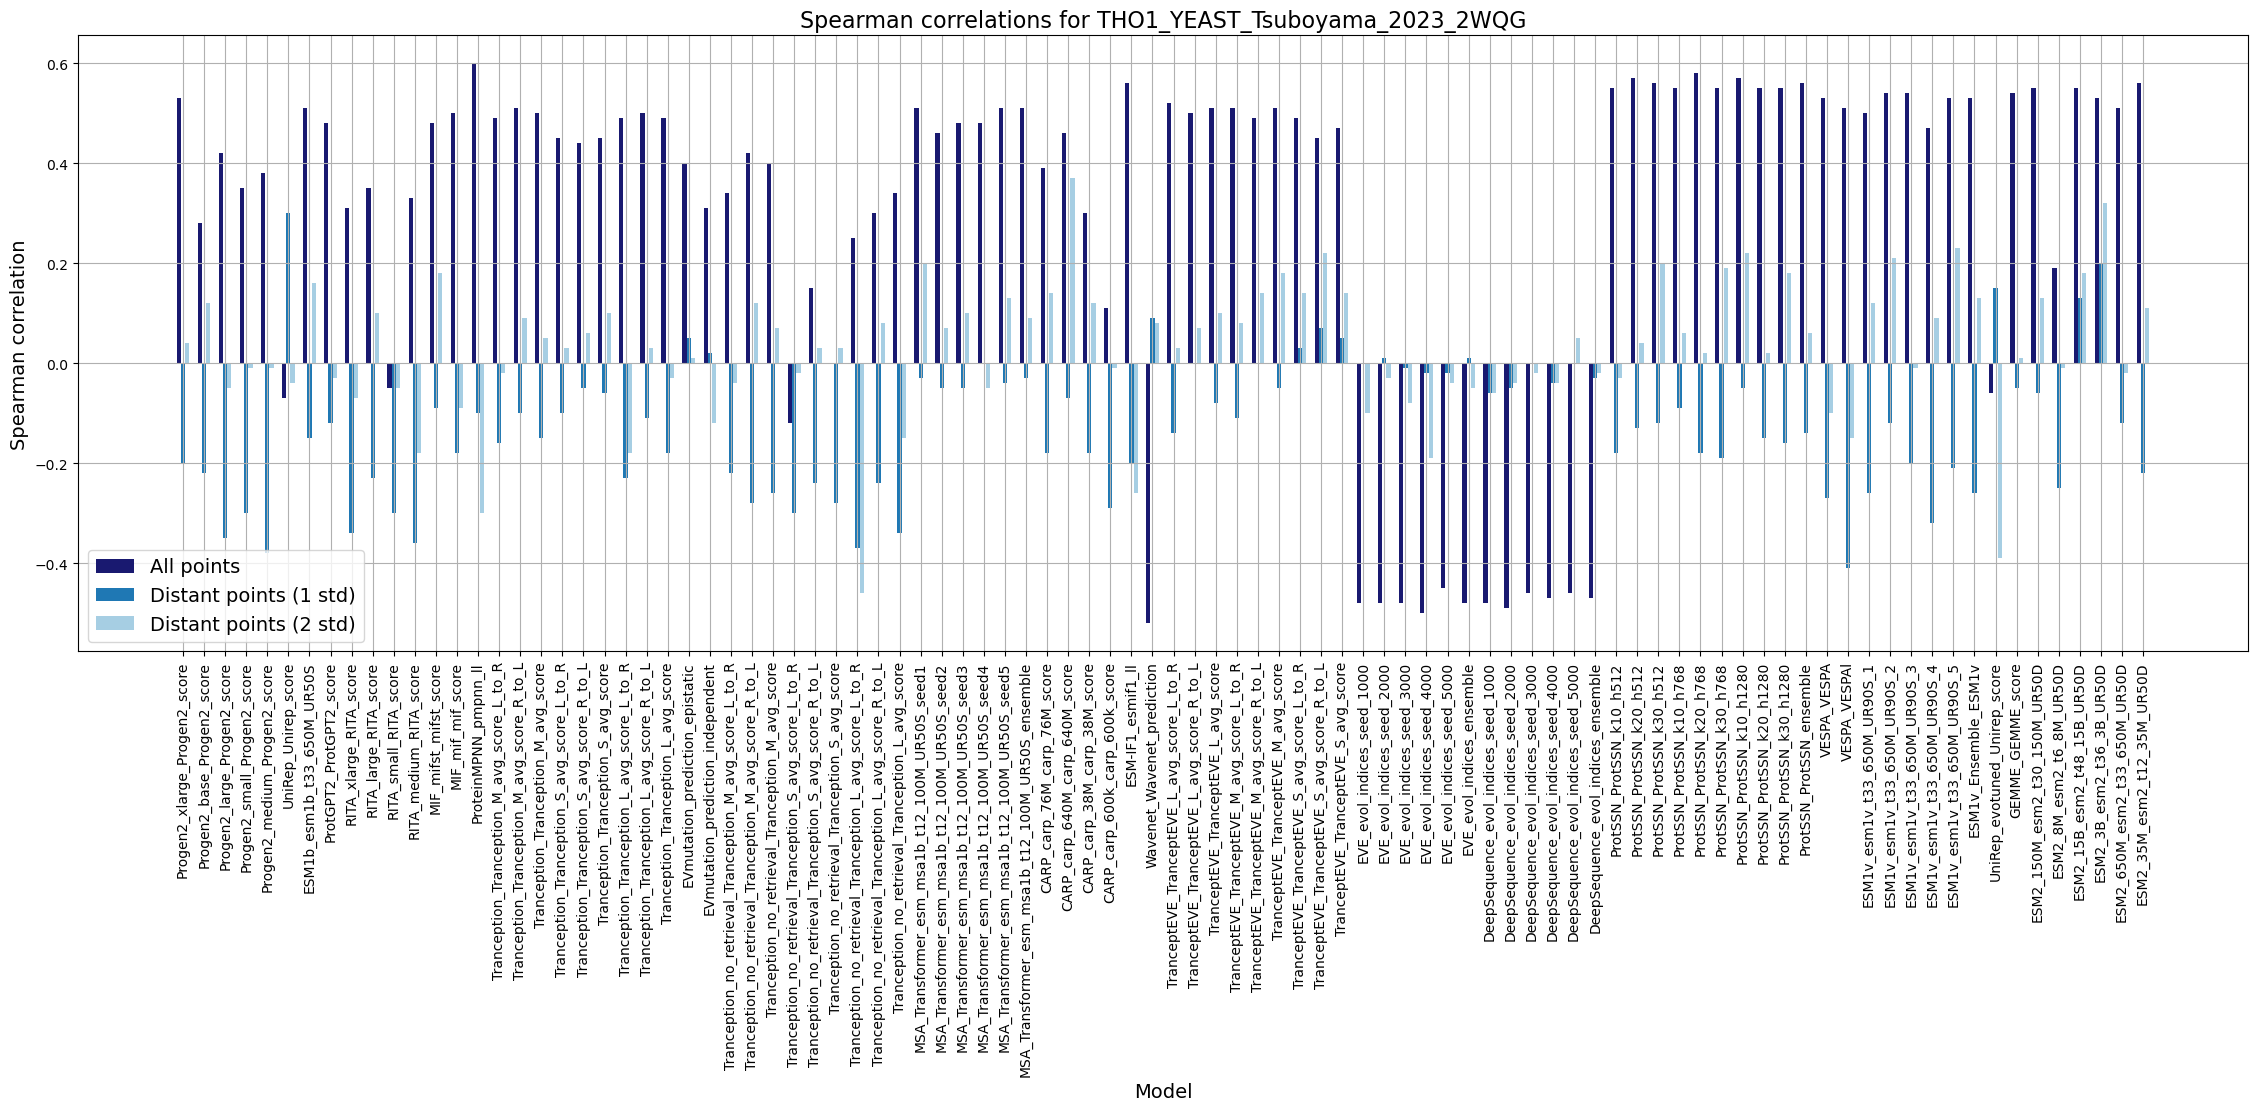 Spearman correlations for THO1_YEAST_Tsuboyama_2023_2WQG
Spearman correlation
0.6
0.4
0.2
0.0
−0.2
−0.4
All points
Distant points (1 std)
Distant points (2 std)
Progen2_xlarge_Progen2_score
Progen2_base_Progen2_score
Progen2_large_Progen2_score
Progen2_small_Progen2_score
Progen2_medium_Progen2_score
UniRep_Unirep_score
ESM1b_esm1b_t33_650M_UR50S
ProtGPT2_ProtGPT2_score
RITA_xlarge_RITA_score
RITA_large_RITA_score
RITA_small_RITA_score
RITA_medium_RITA_score
MIF_mifst_mifst_score
MIF_mif_mif_score
ProteinMPNN_pmpnn_ll
Tranception_Tranception_M_avg_score_L_to_R
Tranception_Tranception_M_avg_score_R_to_L
Tranception_Tranception_M_avg_score
Tranception_Tranception_S_avg_score_L_to_R
Tranception_Tranception_S_avg_score_R_to_L
Tranception_Tranception_S_avg_score
Tranception_Tranception_L_avg_score_L_to_R
Tranception_Tranception_L_avg_score_R_to_L
Tranception_Tranception_L_avg_score
EVmutation_prediction_epistatic
EVmutation_prediction_independent
Tranception_no_retrieval_Tranception_M_avg_score_L_to_R
Tranception_no_retrieval_Tranception_M_avg_score_R_to_L
Tranception_no_retrieval_Tranception_M_avg_score
Tranception_no_retrieval_Tranception_S_avg_score_L_to_R
Tranception_no_retrieval_Tranception_S_avg_score_R_to_L
Tranception_no_retrieval_Tranception_S_avg_score
Tranception_no_retrieval_Tranception_L_avg_score_L_to_R
Tranception_no_retrieval_Tranception_L_avg_score_R_to_L
Tranception_no_retrieval_Tranception_L_avg_score
MSA_Transformer_esm_msa1b_t12_100M_UR50S_seed1
MSA_Transformer_esm_msa1b_t12_100M_UR50S_seed2
MSA_Transformer_esm_msa1b_t12_100M_UR50S_seed3
MSA_Transformer_esm_msa1b_t12_100M_UR50S_seed4
MSA_Transformer_esm_msa1b_t12_100M_UR50S_seed5
MSA_Transformer_esm_msa1b_t12_100M_UR50S_ensemble
CARP_carp_76M_carp_76M_score
CARP_carp_640M_carp_640M_score
CARP_carp_38M_carp_38M_score
CARP_carp_600k_carp_600k_score
ESM-IF1_esmif1_ll
Wavenet_Wavenet_prediction
TranceptEVE_TranceptEVE_L_avg_score_L_to_R
TranceptEVE_TranceptEVE_L_avg_score_R_to_L
TranceptEVE_TranceptEVE_L_avg_score
TranceptEVE_TranceptEVE_M_avg_score_L_to_R
TranceptEVE_TranceptEVE_M_avg_score_R_to_L
TranceptEVE_TranceptEVE_M_avg_score
TranceptEVE_TranceptEVE_S_avg_score_L_to_R
TranceptEVE_TranceptEVE_S_avg_score_R_to_L
TranceptEVE_TranceptEVE_S_avg_score
EVE_evol_indices_seed_1000
EVE_evol_indices_seed_2000
EVE_evol_indices_seed_3000
EVE_evol_indices_seed_4000
EVE_evol_indices_seed_5000
EVE_evol_indices_ensemble
DeepSequence_evol_indices_seed_1000
DeepSequence_evol_indices_seed_2000
DeepSequence_evol_indices_seed_3000
DeepSequence_evol_indices_seed_4000
DeepSequence_evol_indices_seed_5000
DeepSequence_evol_indices_ensemble
ProtSSN_ProtSSN_k10_h512
ProtSSN_ProtSSN_k20_h512
ProtSSN_ProtSSN_k30_h512
ProtSSN_ProtSSN_k10_h768
ProtSSN_ProtSSN_k20_h768
ProtSSN_ProtSSN_k30_h768
ProtSSN_ProtSSN_k10_h1280
ProtSSN_ProtSSN_k20_h1280
ProtSSN_ProtSSN_k30_h1280
ProtSSN_ProtSSN_ensemble
VESPA_VESPA
VESPA_VESPAl
ESM1v_esm1v_t33_650M_UR90S_1
ESM1v_esm1v_t33_650M_UR90S_2
ESM1v_esm1v_t33_650M_UR90S_3
ESM1v_esm1v_t33_650M_UR90S_4
ESM1v_esm1v_t33_650M_UR90S_5
ESM1v_Ensemble_ESM1v
UniRep_evotuned_Unirep_score
GEMME_GEMME_score
ESM2_150M_esm2_t30_150M_UR50D
ESM2_8M_esm2_t6_8M_UR50D
ESM2_15B_esm2_t48_15B_UR50D
ESM2_3B_esm2_t36_3B_UR50D
ESM2_650M_esm2_t33_650M_UR50D
ESM2_35M_esm2_t12_35M_UR50D
Model